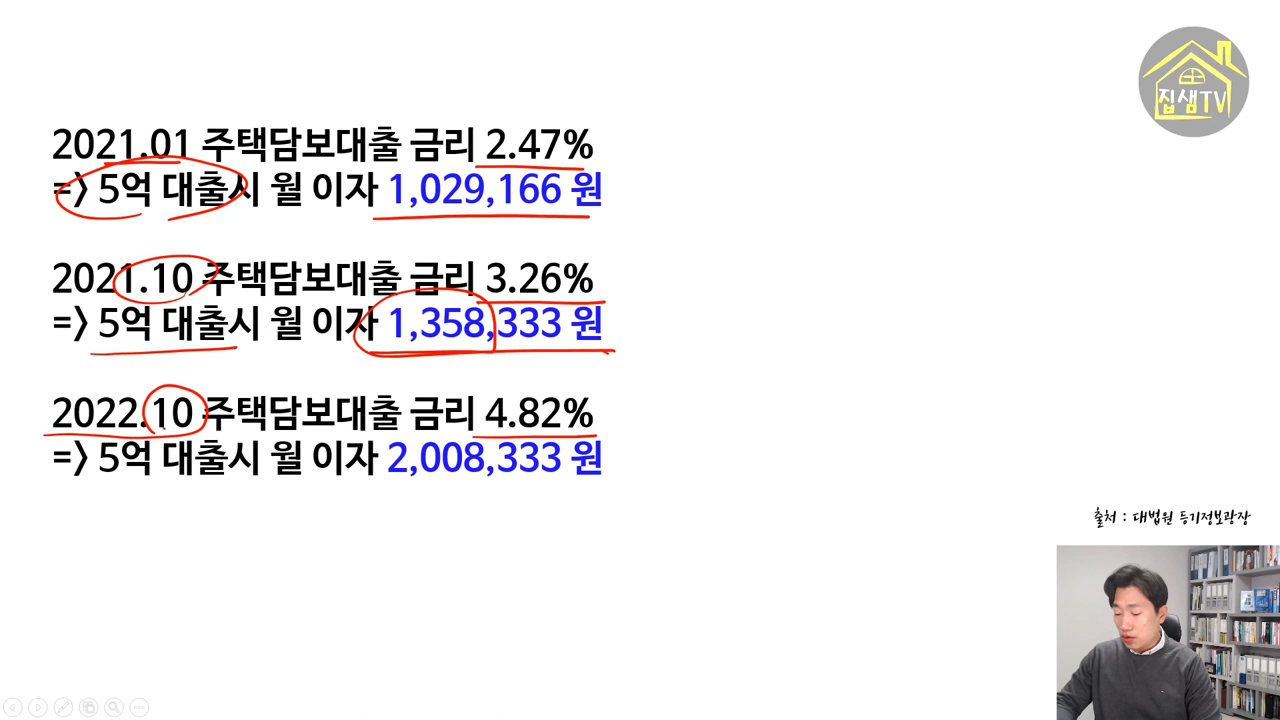 집샘TV
2021.01 주택담보대출 금리 2.47%
=> 5억 대출시 월 이자 1,029,166 원
2021.10 주택담보대출 금리 3.26%
=> 5억 대출시 월 이자 1,358,333 원
2022.10 주택담보대출 금리 4.82%
=> 5억 대출시 월 이자 2,008,333 원
출처 : 대법원 등기정보광장